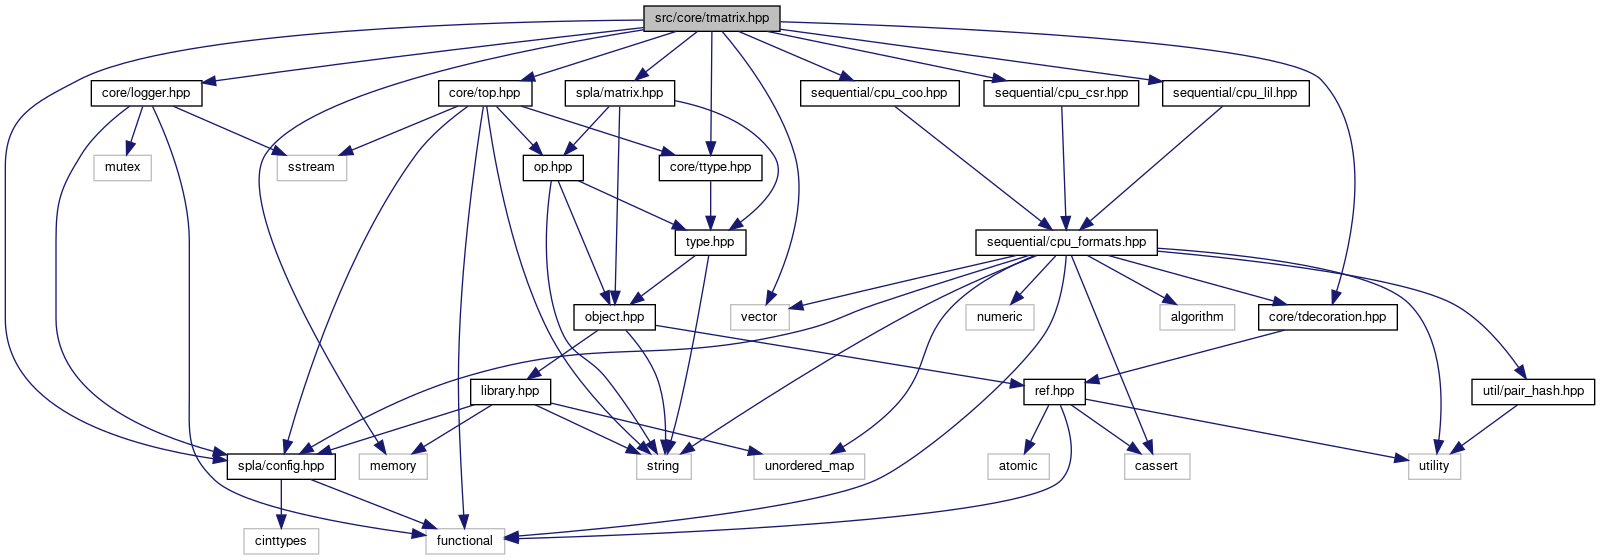 src/core/tmatrix.hpp
core/logger.hpp
core/top.hpp
spla/matrix.hpp
sequential/cpu_coo.hpp
sequential/cpu_csr.hpp
sequential/cpu_lil.hpp
mutex
sstream
op.hpp
core/ttype.hpp
type.hpp
sequential/cpu_formats.hpp
object.hpp
vector
numeric
algorithm
core/tdecoration.hpp
library.hpp
ref.hpp
util/pair_hash.hpp
spla/config.hpp
memory
string
unordered_map
atomic
cassert
utility
cinttypes
functional